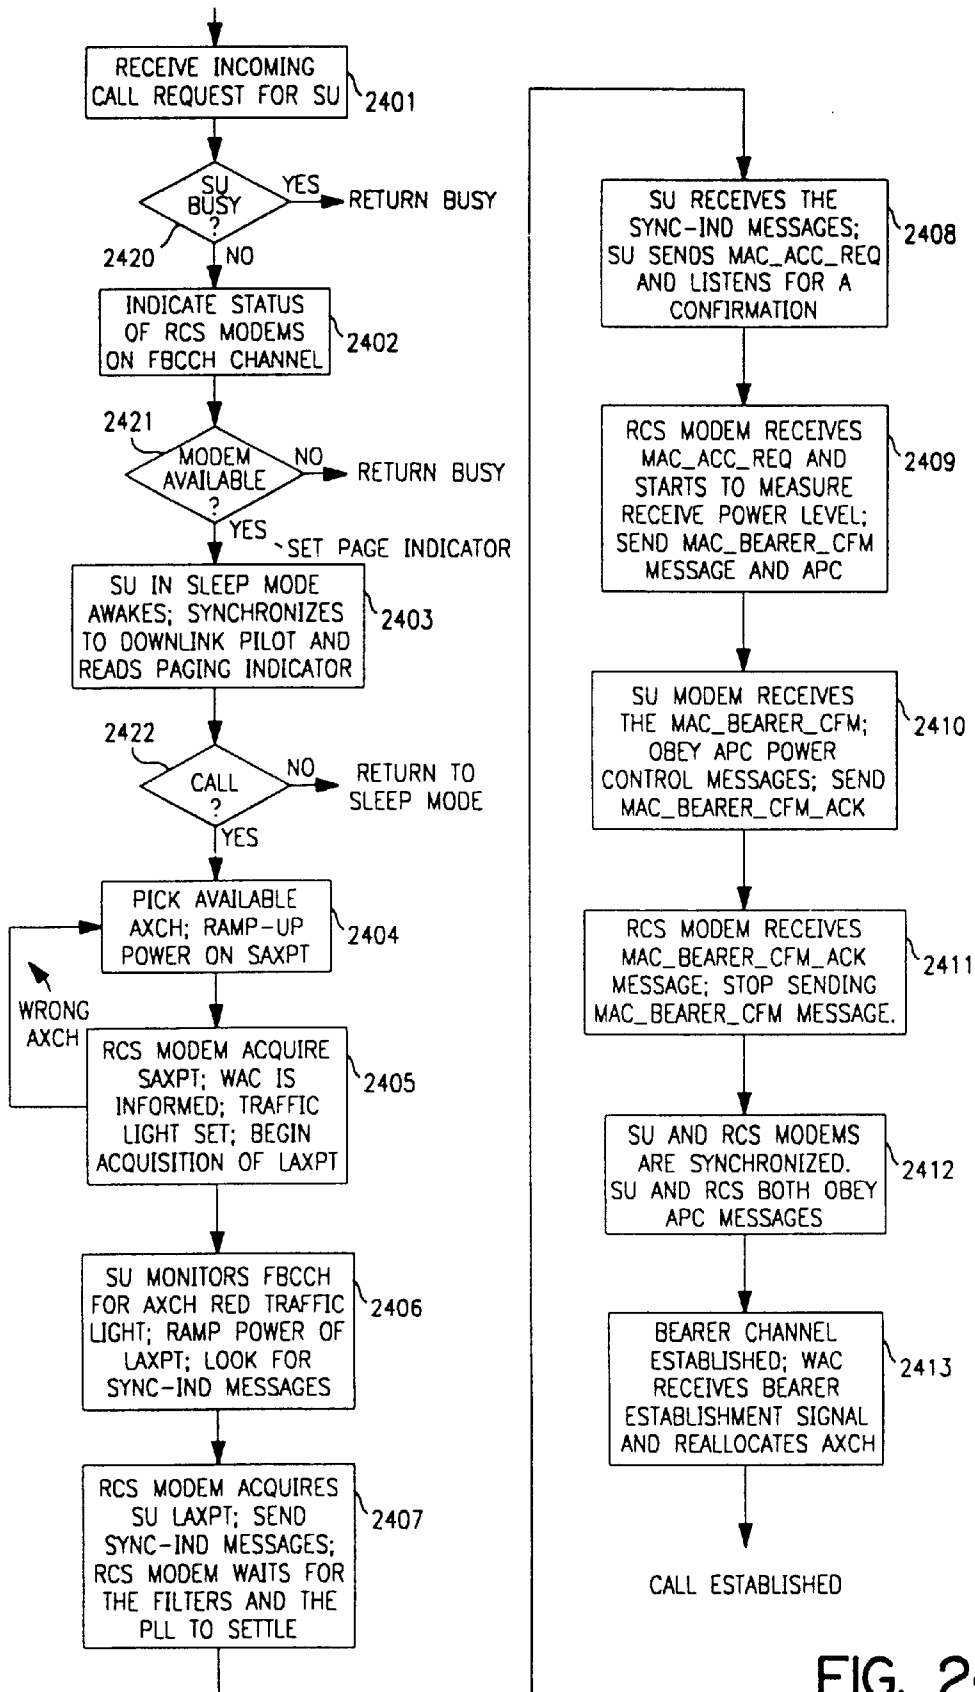 RECEIVE INCOMING
CALL REQUEST FOR SU
2401
SU
BUSY
?
YES
RETURN BUSY
2420
NO
INDICATE STATUS
OF RCS MODEMS
ON FBCCH CHANNEL
2402
2421
MODEM
AVAILABLE
?
NO
RETURN BUSY
YES
SET PAGE INDICATOR
SU IN SLEEP MODE
AWAKES; SYNCHRONIZES
TO DOWNLINK PILOT AND
READS PAGING INDICATOR
2403
2422
CALL
?
NO
RETURN TO
SLEEP MODE
YES
PICK AVAILABLE
AXCH; RAMP-UP
POWER ON SAXPT
2404
WRONG
AXCH
RCS MODEM ACQUIRE
SAXPT; WAC IS
INFORMED; TRAFFIC
LIGHT SET; BEGIN
ACQUISITION OF LAXPT
2405
SU MONITORS FBCCH
FOR AXCH RED TRAFFIC
LIGHT; RAMP POWER OF
LAXPT; LOOK FOR
SYNC-IND MESSAGES
2406
RCS MODEM ACQUIRES
SU LAXPT; SEND
SYNC-IND MESSAGES;
RCS MODEM WAITS FOR
THE FILTERS AND THE
PLL TO SETTLE
2407
SU RECEIVES THE
SYNC-IND MESSAGES;
SU SENDS MAC_ACC_REQ
AND LISTENS FOR A
CONFIRMATION
2408
RCS MODEM RECEIVES
MAC_ACC_REQ AND
STARTS TO MEASURE
RECEIVE POWER LEVEL;
SEND MAC_BEARER_CFM
MESSAGE AND APC
2409
SU MODEM RECEIVES
THE MAC_BEARER_CFM;
OBEY APC POWER
CONTROL MESSAGES; SEND
MAC_BEARER_CFM_ACK
2410
RCS MODEM RECEIVES
MAC_BEARER_CFM_ACK
MESSAGE; STOP SENDING
MAC_BEARER_CFM MESSAGE.
2411
SU AND RCS MODEMS
ARE SYNCHRONIZED.
SU AND RCS BOTH OBEY
APC MESSAGES
2412
BEARER CHANNEL
ESTABLISHED; WAC
RECEIVES BEARER
ESTABLISHMENT SIGNAL
AND REALLOCATES AXCH
2413
CALL ESTABLISHED
FIG. 2